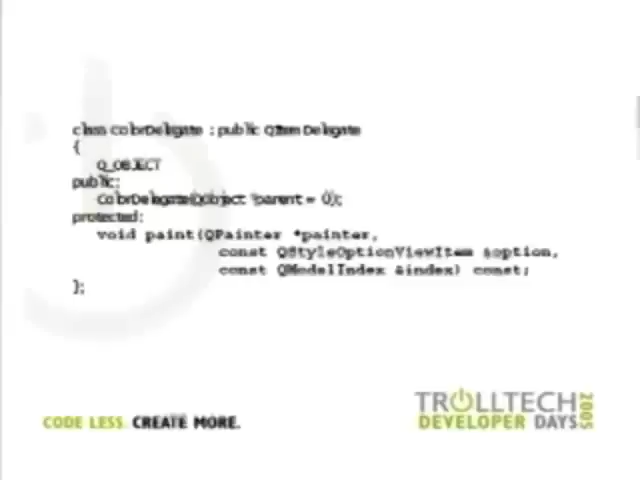 class ColorDelegate : public QItemDelegate
{
Q_OBJECT
public:
ColorDelegate(QObject *parent = 0);
protected:
void paint(QPainter *painter,
const QStyleOptionViewItem &option,
const QModelIndex &index) const;
};
CODE LESS. CREATE MORE.
TROLLTECH
DEVELOPER DAYS 2005